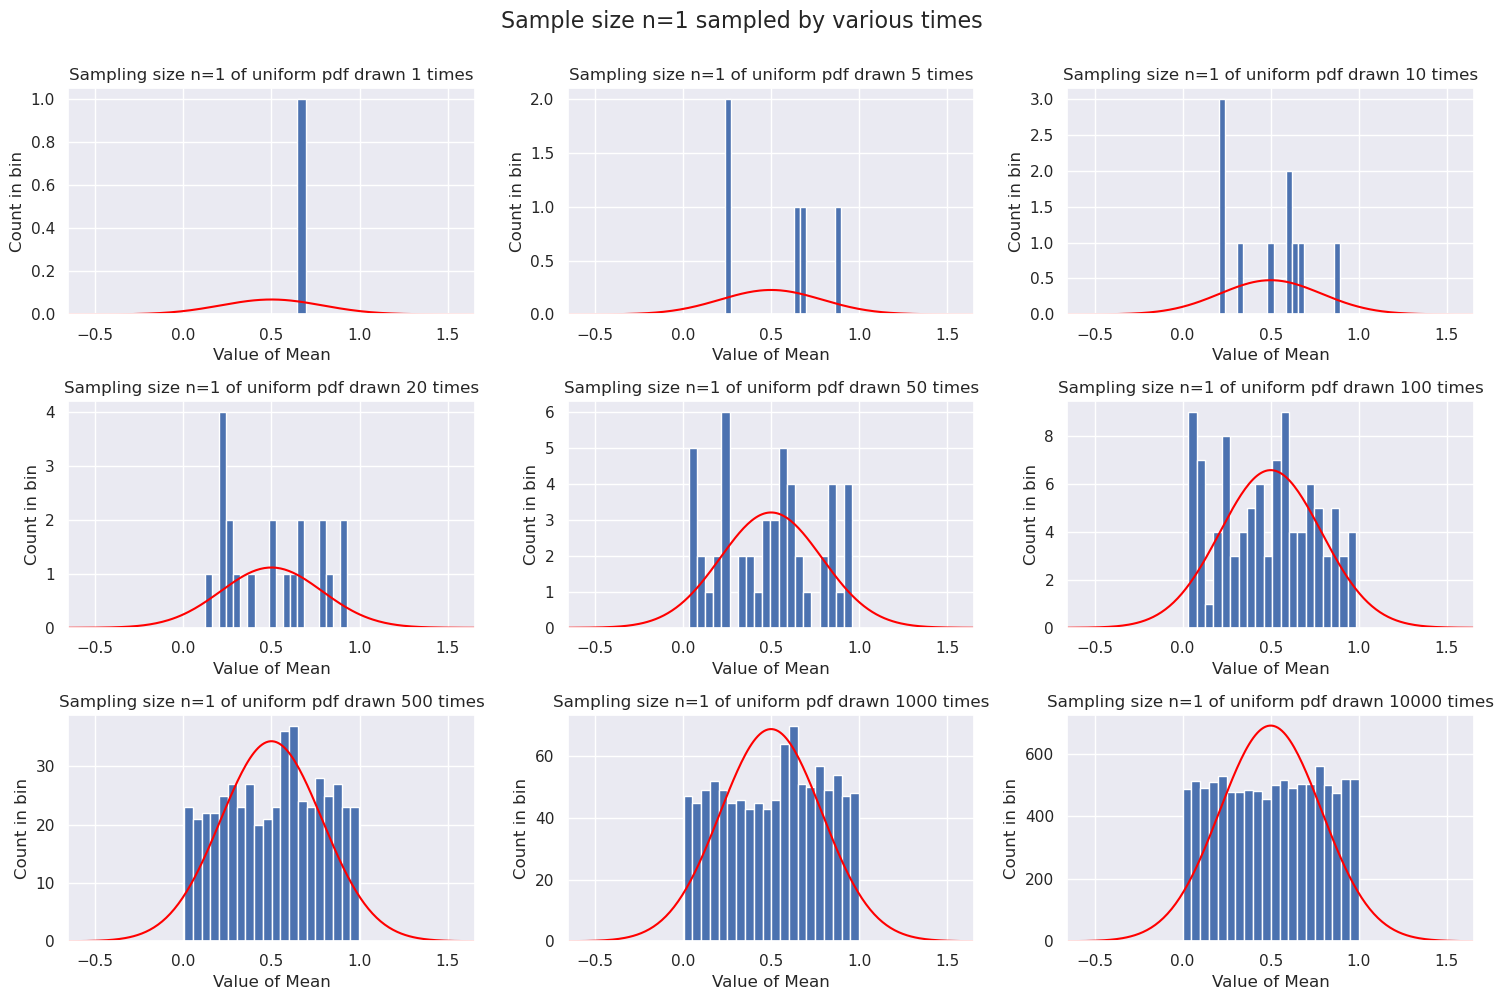 Sample size n=1 sampled by various times
Sampling size n=1 of uniform pdf drawn 1 times
Count in bin
1.0
0.8
0.6
0.4
0.2
0.0
−0.5 0.0 0.5 1.0 1.5
Value of Mean
Sampling size n=1 of uniform pdf drawn 5 times
Count in bin
2.0
1.5
1.0
0.5
0.0
−0.5 0.0 0.5 1.0 1.5
Value of Mean
Sampling size n=1 of uniform pdf drawn 10 times
Count in bin
3.0
2.5
2.0
1.5
1.0
0.5
0.0
−0.5 0.0 0.5 1.0 1.5
Value of Mean
Sampling size n=1 of uniform pdf drawn 20 times
Count in bin
4
3
2
1
0
−0.5 0.0 0.5 1.0 1.5
Value of Mean
Sampling size n=1 of uniform pdf drawn 50 times
Count in bin
6
5
4
3
2
1
0
−0.5 0.0 0.5 1.0 1.5
Value of Mean
Sampling size n=1 of uniform pdf drawn 100 times
Count in bin
8
6
4
2
0
−0.5 0.0 0.5 1.0 1.5
Value of Mean
Sampling size n=1 of uniform pdf drawn 500 times
Count in bin
30
20
10
0
−0.5 0.0 0.5 1.0 1.5
Value of Mean
Sampling size n=1 of uniform pdf drawn 1000 times
Count in bin
60
40
20
0
−0.5 0.0 0.5 1.0 1.5
Value of Mean
Sampling size n=1 of uniform pdf drawn 10000 times
Count in bin
600
400
200
0
−0.5 0.0 0.5 1.0 1.5
Value of Mean